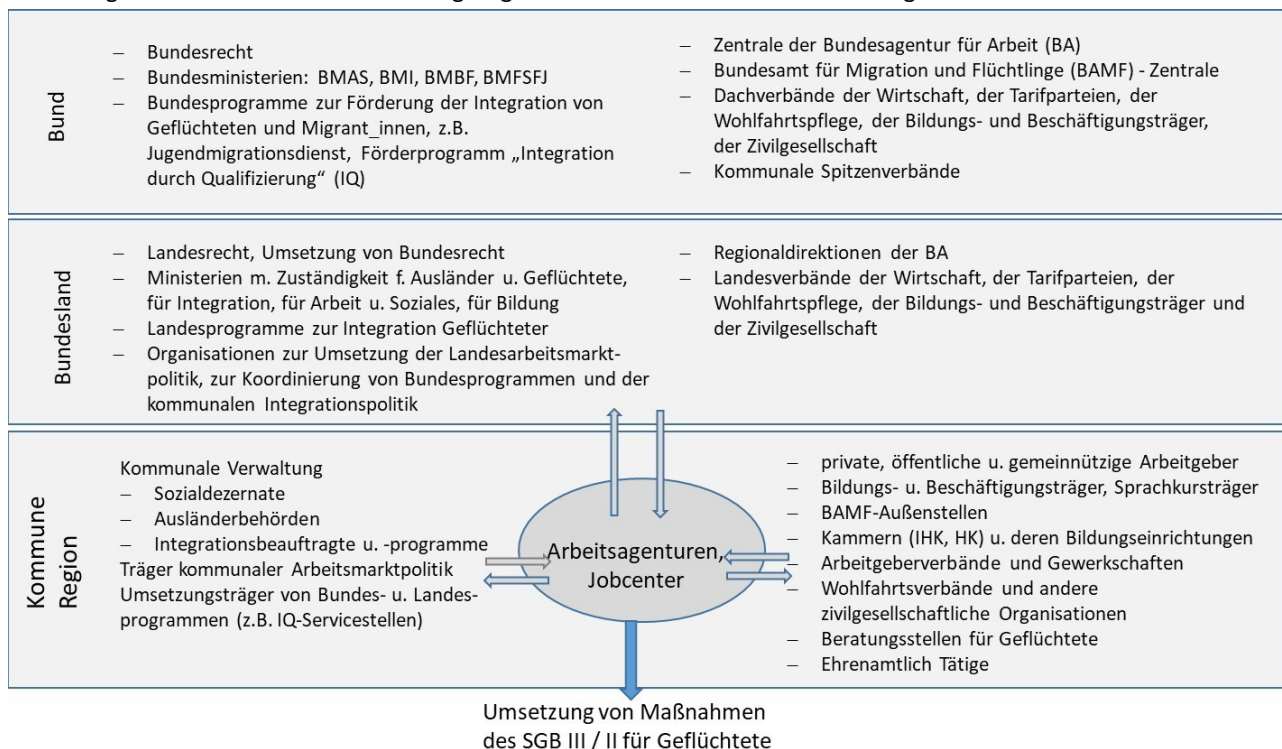 Bund
– Bundesrecht
– Bundesministerien: BMAS, BMI, BMBF, BMFSFJ
– Bundesprogramme zur Förderung der Integration von
Geflüchteten und Migrant_innen, z.B.
Jugendmigrationsdienst, Förderprogramm „Integration
durch Qualifizierung“ (IQ)
– Zentrale der Bundesagentur für Arbeit (BA)
– Bundesamt für Migration und Flüchtlinge (BAMF) - Zentrale
– Dachverbände der Wirtschaft, der Tarifparteien, der
Wohlfahrtspflege, der Bildungs- und Beschäftigungsträger,
der Zivilgesellschaft
– Kommunale Spitzenverbände
Bundesland
– Landesrecht, Umsetzung von Bundesrecht
– Ministerien m. Zuständigkeit f. Ausländer u. Geflüchtete,
für Integration, für Arbeit u. Soziales, für Bildung
– Landesprogramme zur Integration Geflüchteter
– Organisationen zur Umsetzung der Landesarbeitsmarkt-
politik, zur Koordinierung von Bundesprogrammen und der
kommunalen Integrationspolitik
– Regionaldirektionen der BA
– Landesverbände der Wirtschaft, der Tarifparteien, der
Wohlfahrtspflege, der Bildungs- und Beschäftigungsträger und
der Zivilgesellschaft
Kommune
Region
Kommunale Verwaltung
– Sozialdezernate
– Ausländerbehörden
– Integrationsbeauftragte u. -programme
Träger kommunaler Arbeitsmarktpolitik
Umsetzungsträger von Bundes- u. Landes-
programmen (z.B. IQ-Servicestellen)
Arbeitsagenturen,
Jobcenter
– private, öffentliche u. gemeinnützige Arbeitgeber
– Bildungs- u. Beschäftigungsträger, Sprachkursträger
– BAMF-Außenstellen
– Kammern (IHK, HK) u. deren Bildungseinrichtungen
– Arbeitgeberverbände und Gewerkschaften
– Wohlfahrtsverbände und andere
zivilgesellschaftliche Organisationen
– Beratungsstellen für Geflüchtete
– Ehrenamtlich Tätige
Umsetzung von Maßnahmen
des SGB III / II für Geflüchtete